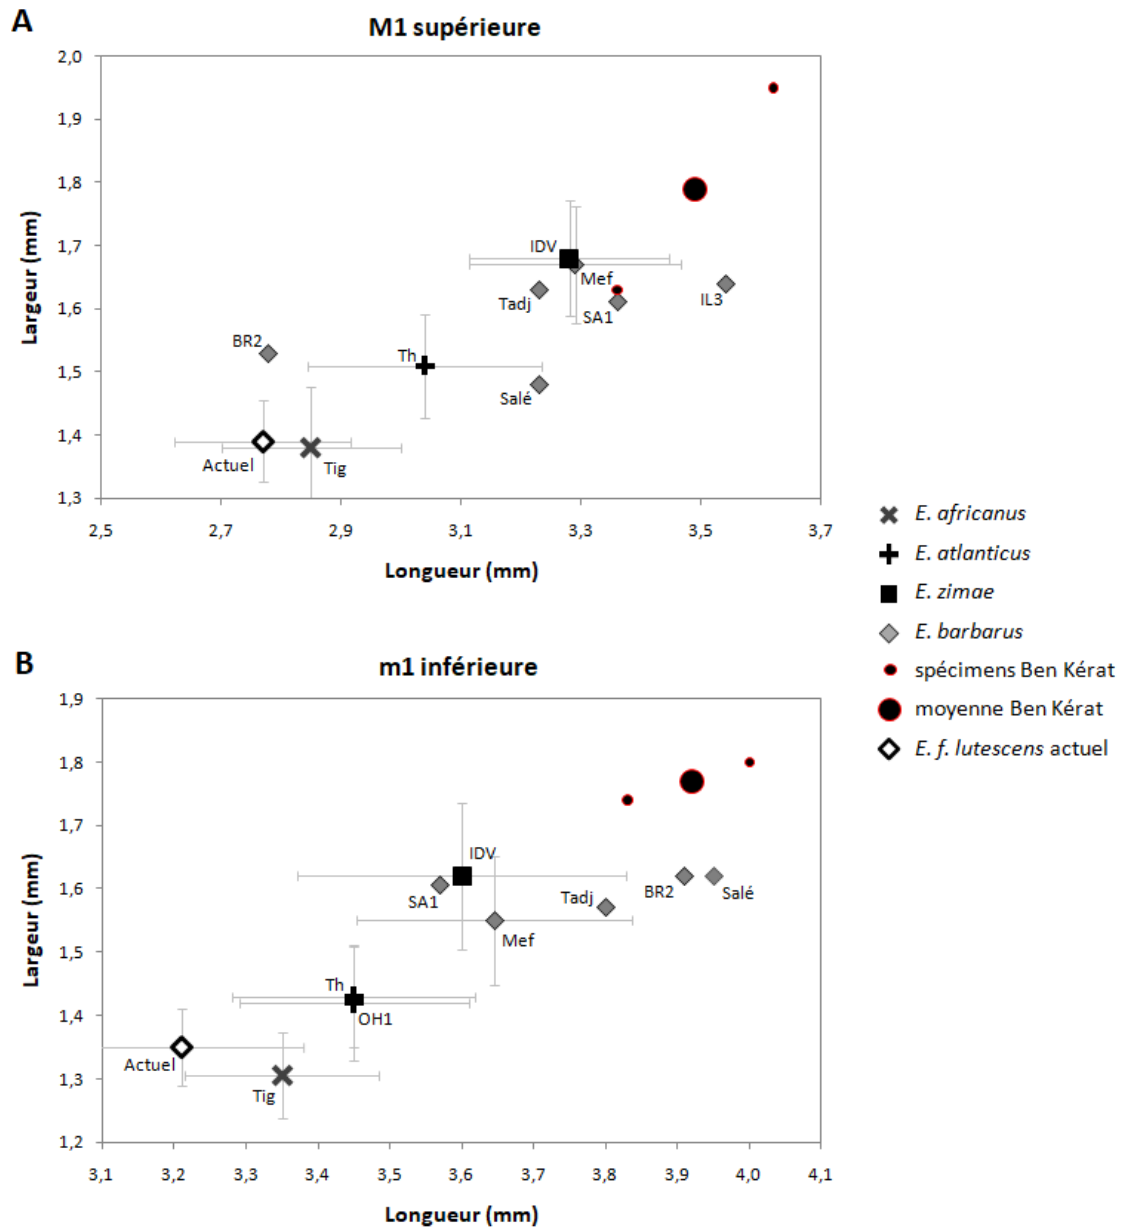 A
M1 supérieure
2,0
1,9
1,8
1,7
1,6
1,5
1,4
1,3
Largeur (mm)
IDV
Mef
Tadj
SA1
IL3
BR2
Th
Salé
Actuel
Tig
2,5 2,7 2,9 3,1 3,3 3,5 3,7
Longueur (mm)
E. africanus
E. atlanticus
E. zimae
E. barbarus
spécimens Ben Kérat
moyenne Ben Kérat
E. f. lutescens actuel
B
m1 inférieure
1,9
1,8
1,7
1,6
1,5
1,4
1,3
1,2
Largeur (mm)
IDV
SA1
Tadj
BR2
Salé
Mef
Th
OH1
Actuel
Tig
3,1 3,2 3,3 3,4 3,5 3,6 3,7 3,8 3,9 4,0 4,1
Longueur (mm)